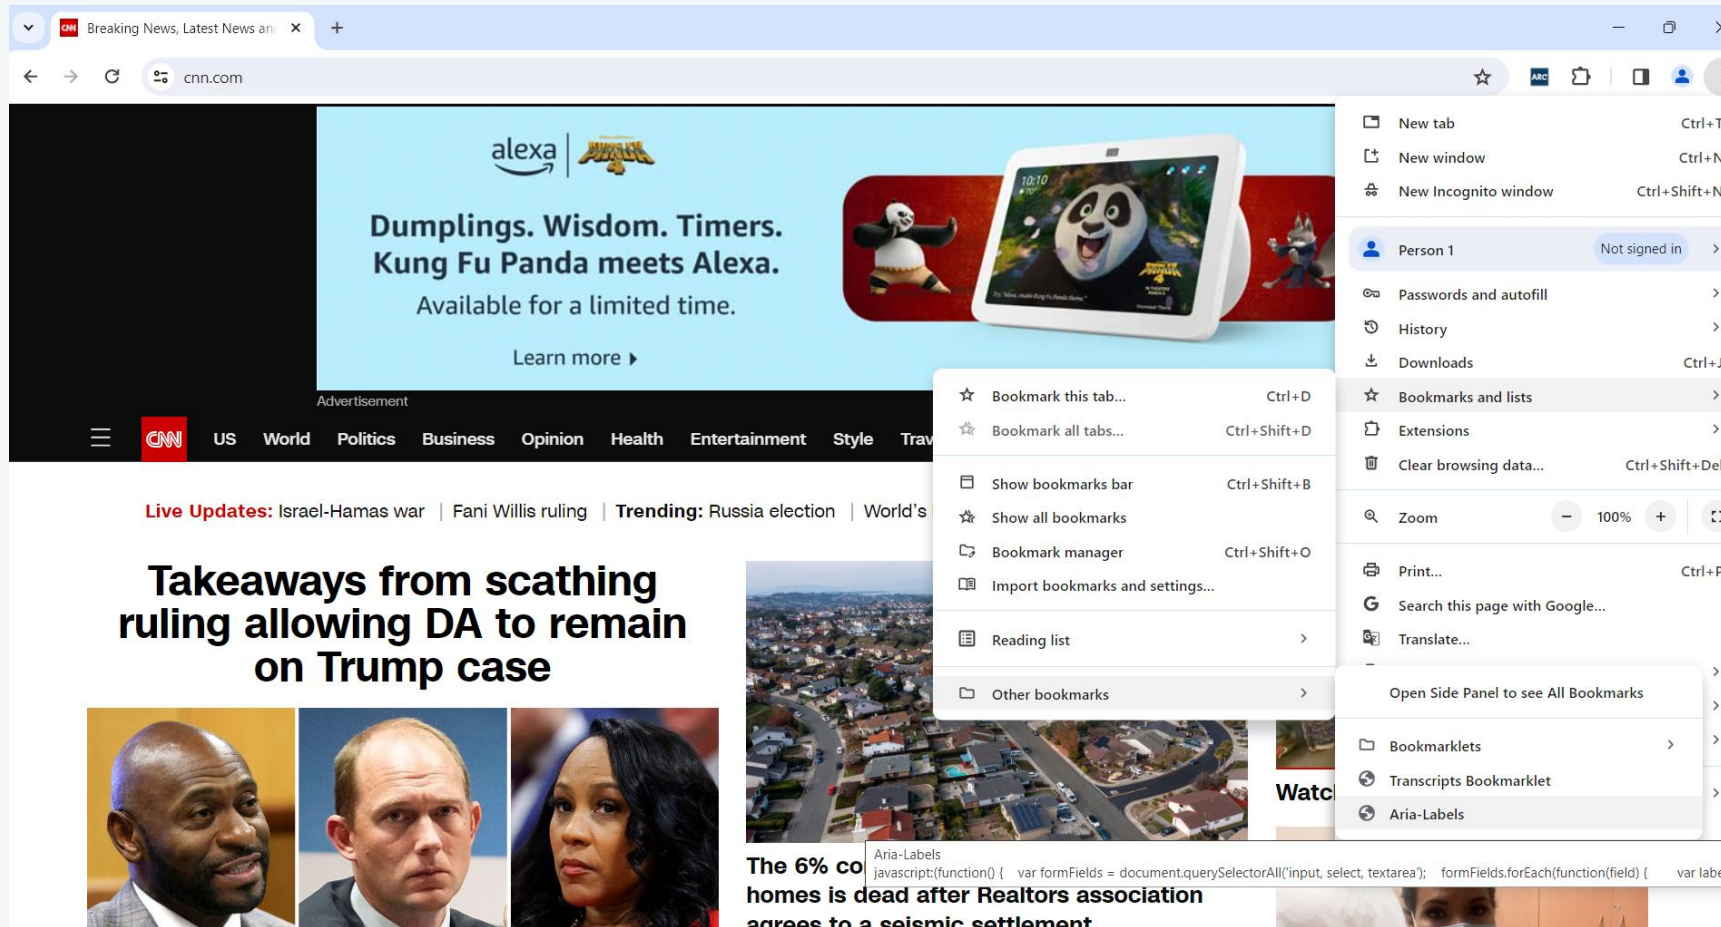 Breaking News, Latest News an
cnn.com
ARC
alexa
KUNG FU PANDA 4
Dumplings. Wisdom. Timers.
Kung Fu Panda meets Alexa.
Available for a limited time.
Learn more
10:10
Advertisement
CNN US World Politics Business Opinion Health Entertainment Style Trav
Live Updates: Israel-Hamas war | Fani Willis ruling | Trending: Russia election | World's
Takeaways from scathing
ruling allowing DA to remain
on Trump case
The 6% co
homes is dead after Realtors association
agrees to a seismic settlement
Watc
New tab Ctrl+T
New window Ctrl+N
New Incognito window Ctrl+Shift+N
Person 1 Not signed in
Passwords and autofill
History
Downloads Ctrl+J
Bookmarks and lists
Extensions
Clear browsing data... Ctrl+Shift+Del
Zoom − 100% +
Print... Ctrl+P
Search this page with Google...
Translate...
Bookmark this tab... Ctrl+D
Bookmark all tabs... Ctrl+Shift+D
Show bookmarks bar Ctrl+Shift+B
Show all bookmarks
Bookmark manager Ctrl+Shift+O
Import bookmarks and settings...
Reading list
Other bookmarks
Open Side Panel to see All Bookmarks
Bookmarklets
Transcripts Bookmarklet
Aria-Labels
Aria-Labels
javascript:(function() { var formFields = document.querySelectorAll('input, select, textarea'); formFields.forEach(function(field) { var labe